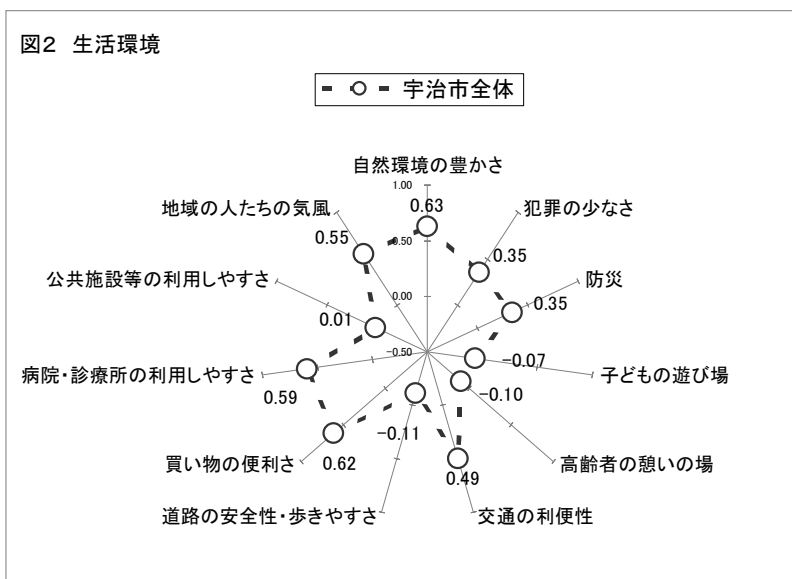 図2 生活環境
宇治市全体
自然環境の豊かさ
1.00
0.63
地域の人たちの気風
犯罪の少なさ
0.55
0.50
0.35
公共施設等の利用しやすさ
防災
0.01
0.00
0.35
病院・診療所の利用しやすさ
0.59
-0.50
-0.07
子どもの遊び場
-0.10
買い物の便利さ
0.62
-0.11
高齢者の憩いの場
0.49
道路の安全性・歩きやすさ
交通の利便性